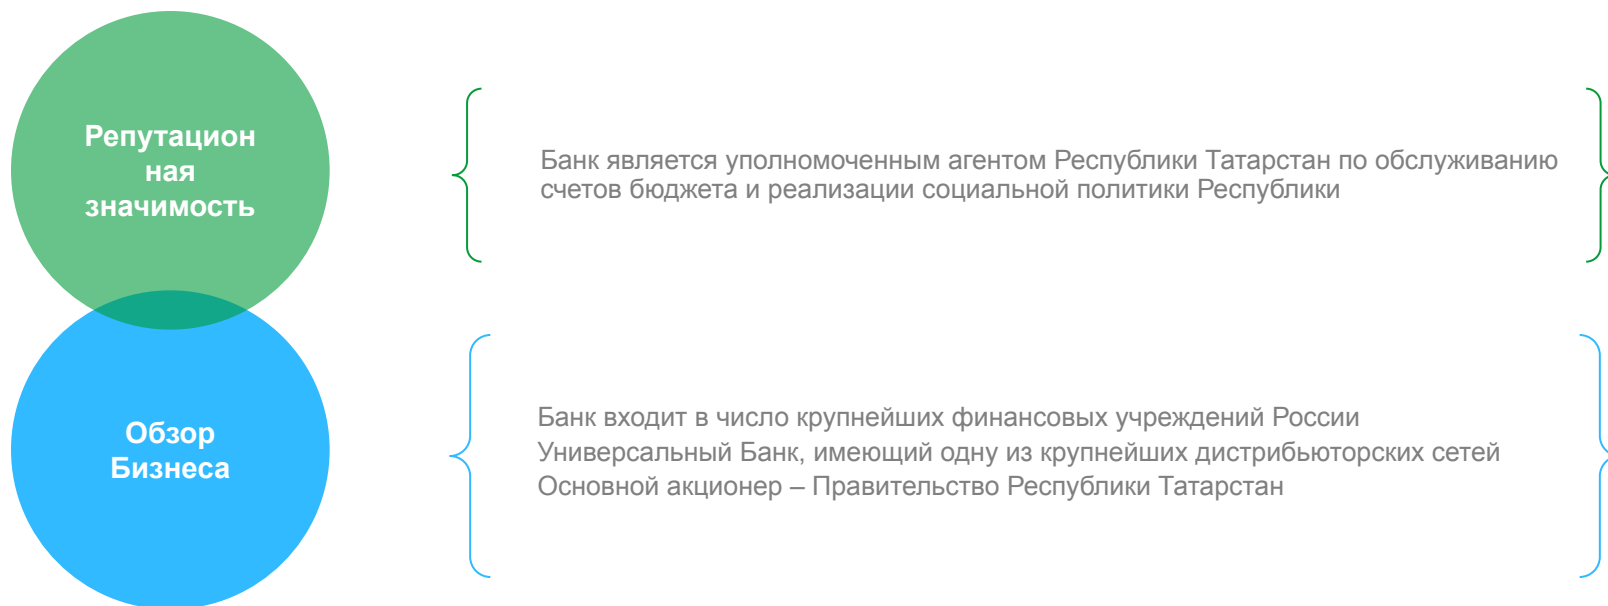 Репутацион
ная
значимость
Банк является уполномоченным агентом Республики Татарстан по обслуживанию
счетов бюджета и реализации социальной политики Республики
Обзор
Бизнеса
Банк входит в число крупнейших финансовых учреждений России
Универсальный Банк, имеющий одну из крупнейших дистрибьюторских сетей
Основной акционер – Правительство Республики Татарстан